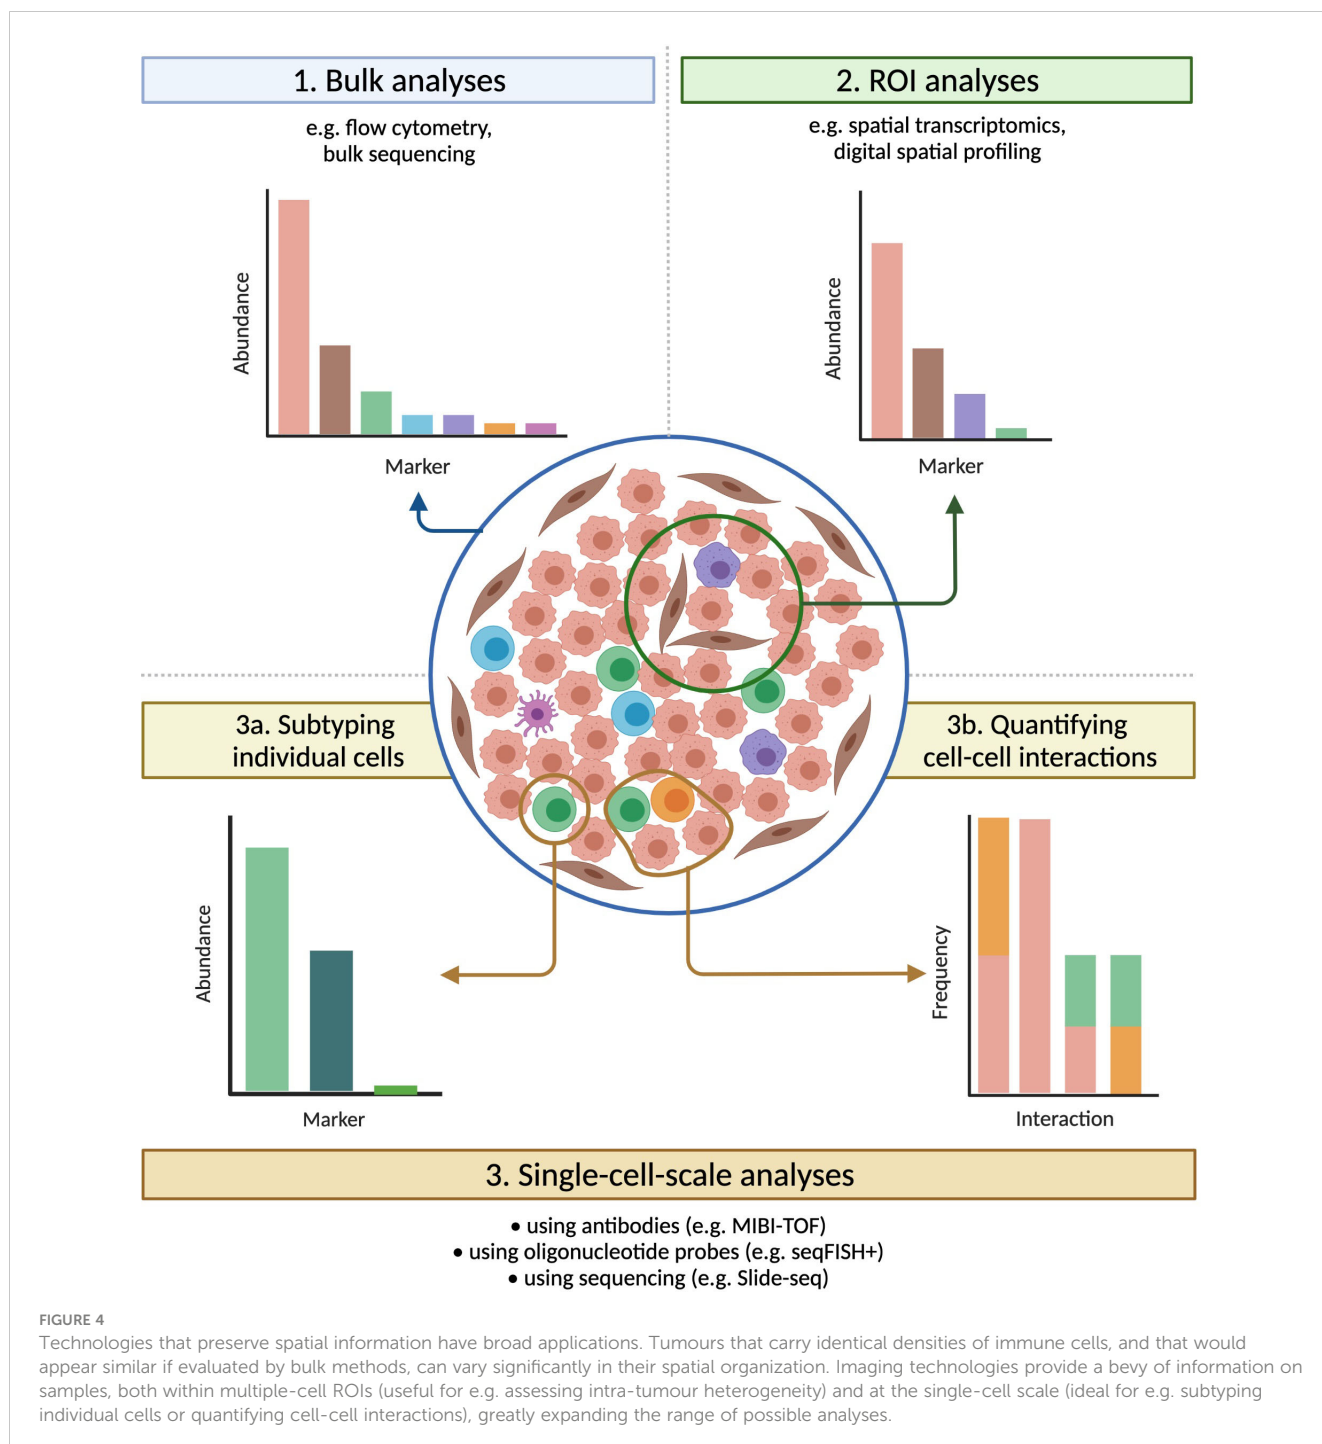 1. Bulk analyses
e.g. flow cytometry,
bulk sequencing
Abundance
Marker
2. ROI analyses
e.g. spatial transcriptomics,
digital spatial profiling
Abundance
Marker
3a. Subtyping
individual cells
Abundance
Marker
3b. Quantifying
cell-cell interactions
Frequency
Interaction
3. Single-cell-scale analyses
• using antibodies (e.g. MIBI-TOF)
• using oligonucleotide probes (e.g. seqFISH+)
• using sequencing (e.g. Slide-seq)
FIGURE 4
Technologies that preserve spatial information have broad applications. Tumours that carry identical densities of immune cells, and that would
appear similar if evaluated by bulk methods, can vary significantly in their spatial organization. Imaging technologies provide a bevy of information on
samples, both within multiple-cell ROIs (useful for e.g. assessing intra-tumour heterogeneity) and at the single-cell scale (ideal for e.g. subtyping
individual cells or quantifying cell-cell interactions), greatly expanding the range of possible analyses.